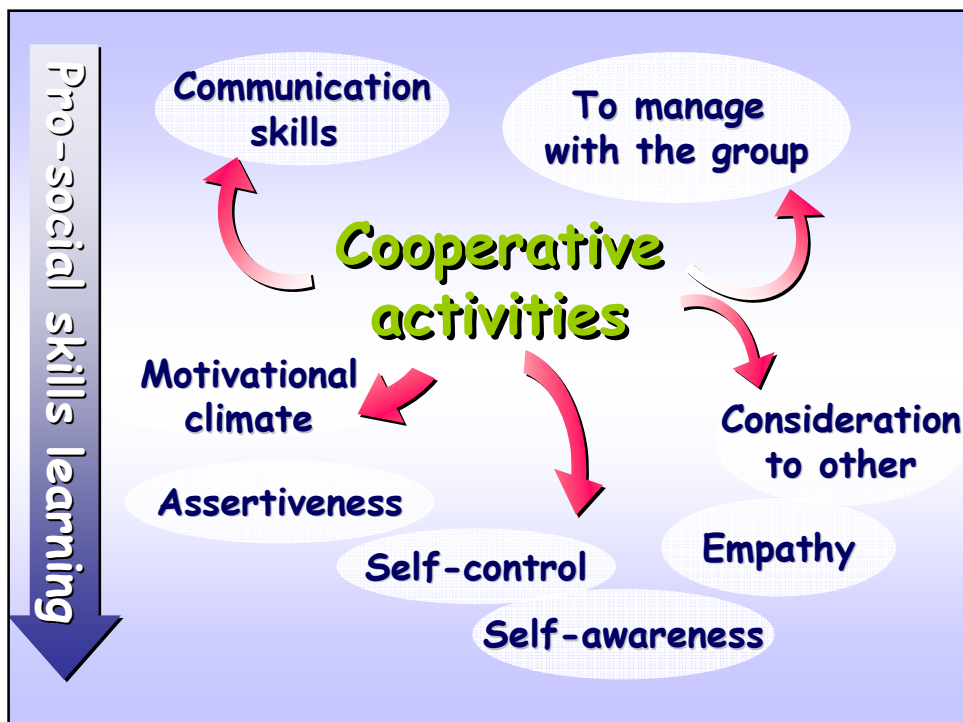 Pro-social skills learning
Communication
skills
To manage
with the group
Cooperative
activities
Motivational
climate
Consideration
to other
Assertiveness
Empathy
Self-control
Self-awareness